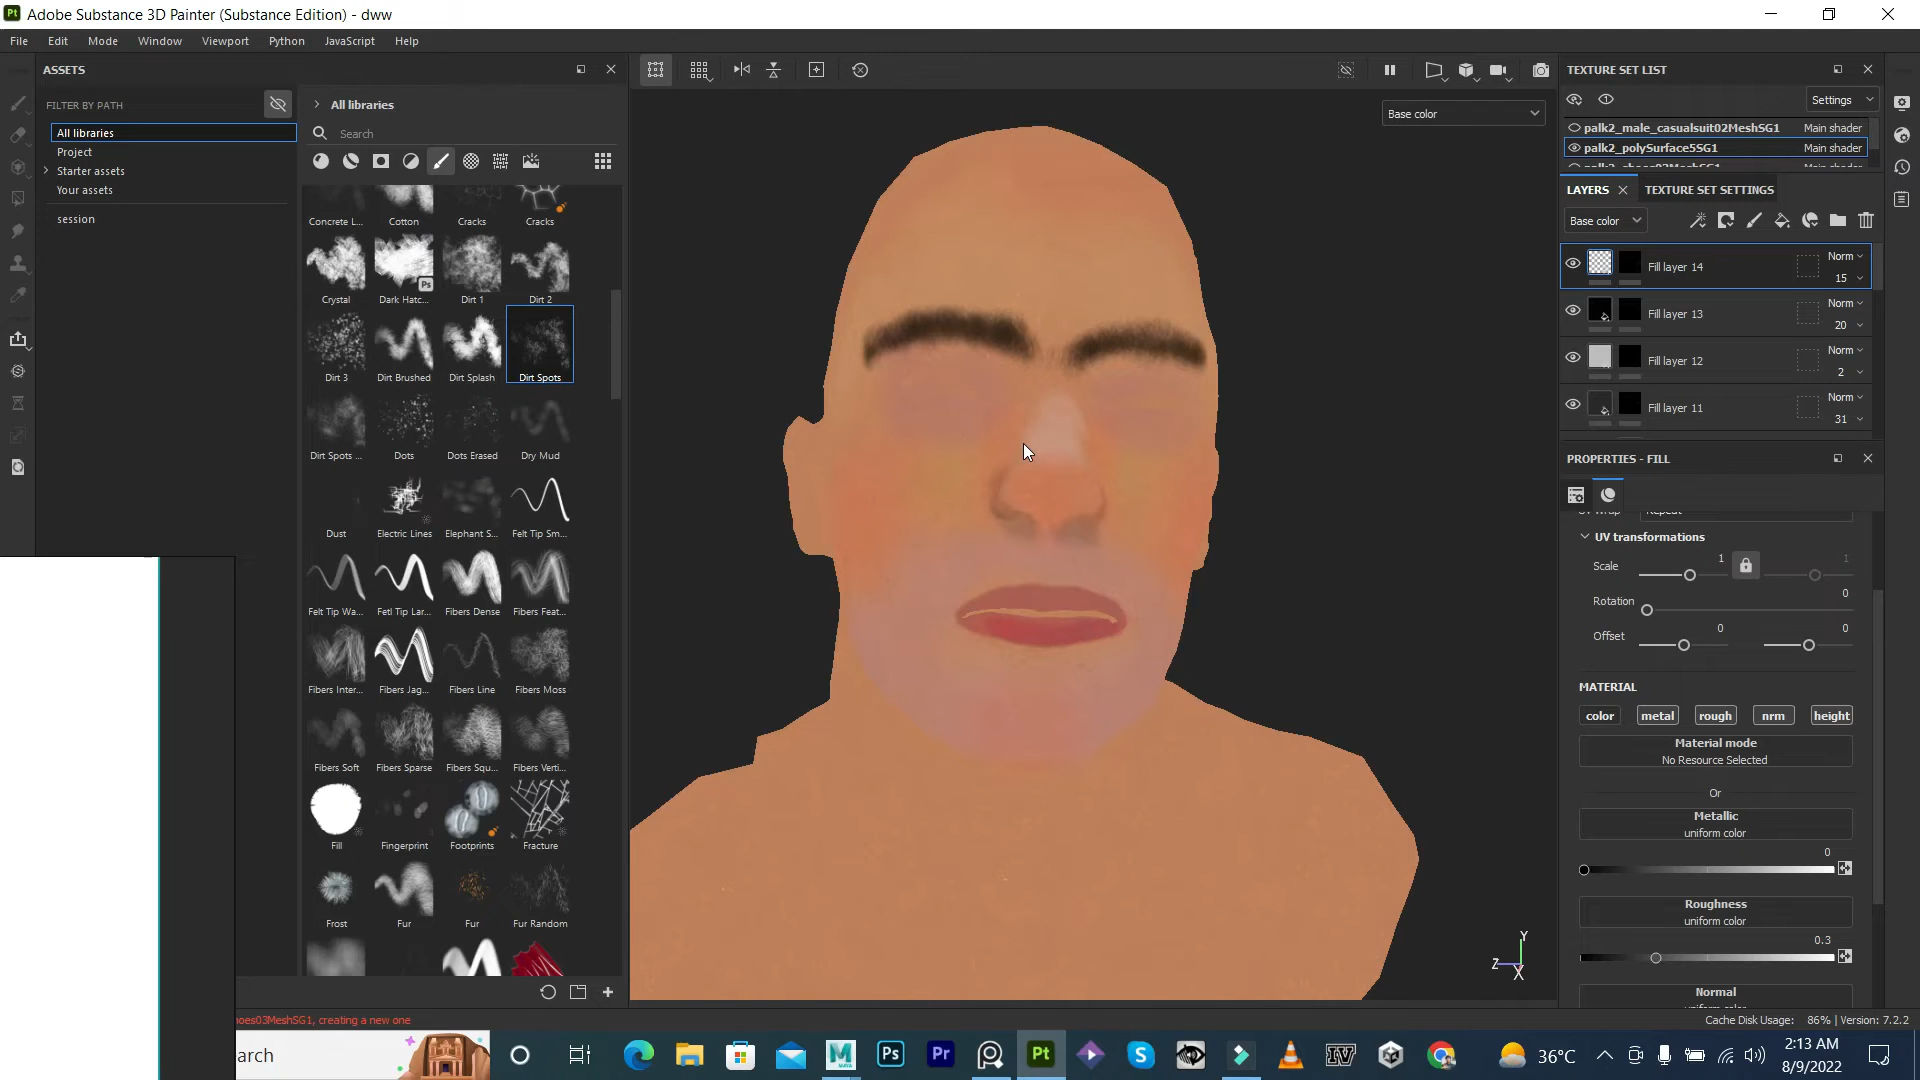 Adobe Substance 3D Painter (Substance Edition) - dww
File Edit Mode Window Viewport Python JavaScript Help
ASSETS
FILTER BY PATH
All libraries
Project
Starter assets
Your assets
session
All libraries
Search
Concrete L... Cotton Cracks Cracks
Crystal Dark Hatc... Dirt 1 Dirt 2
Dirt 3 Dirt Brushed Dirt Splash Dirt Spots
Dirt Spots ... Dots Dots Erased Dry Mud
Dust Electric Lines Elephant S... Felt Tip Sm...
Felt Tip Wa... Fetl Tip Lar... Fibers Dense Fibers Feat...
Fibers Inter... Fibers Jag... Fibers Line Fibers Moss
Fibers Soft Fibers Sparse Fibers Squ... Fibers Verti...
Fill Fingerprint Footprints Fracture
Frost Fur Fur Fur Random
Base color
Z Y X
TEXTURE SET LIST
Settings
palk2_male_casualsuit02MeshSG1 Main shader
palk2_polySurface5SG1 Main shader
LAYERS TEXTURE SET SETTINGS
Base color
Fill layer 14 Norm 15
Fill layer 13 Norm 20
Fill layer 12 Norm 2
Fill layer 11 Norm 31
PROPERTIES - FILL
UV transformations
Scale 1 1
Rotation 0
Offset 0 0
MATERIAL
color metal rough nrm height
Material mode
No Resource Selected
Or
Metallic
uniform color
0
Roughness
uniform color
0.3
Normal
hoes03MeshSG1, creating a new one
Cache Disk Usage: 86% | Version: 7.2.2
arch
36°C
2:13 AM
8/9/2022